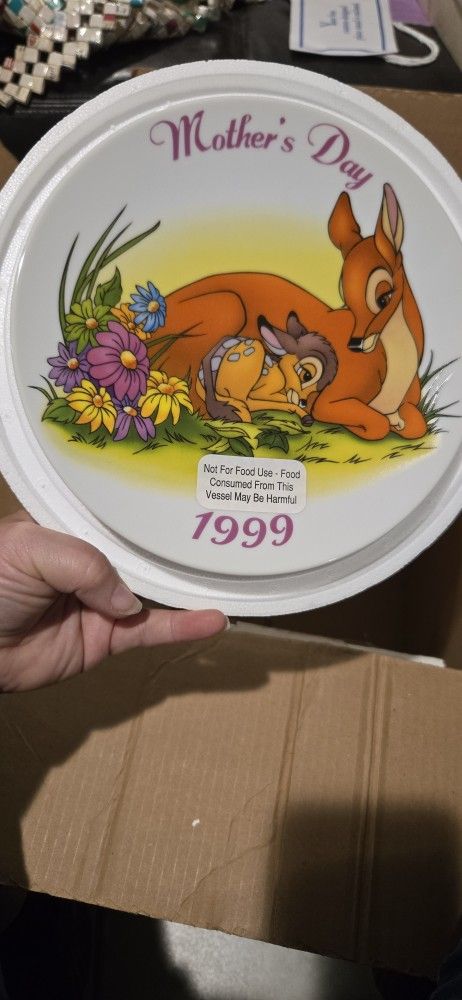 Mother's Day
Not For Food Use - Food
Consumed From This
Vessel May Be Harmful
1999